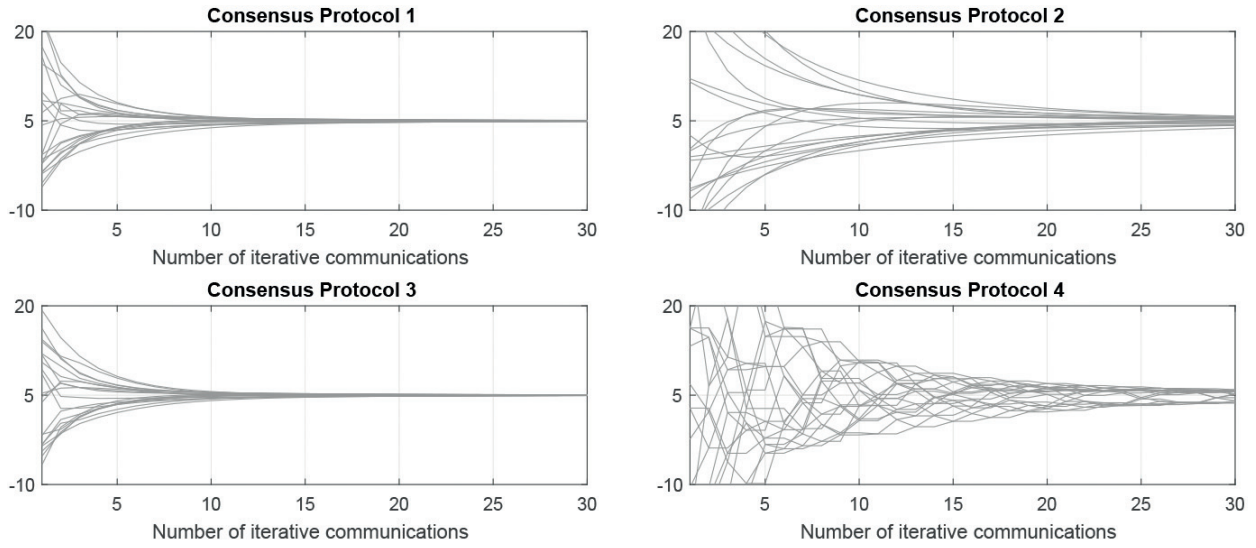 Consensus Protocol 1
20
5
-10
5 10 15 20 25 30
Number of iterative communications
Consensus Protocol 2
20
5
-10
5 10 15 20 25 30
Number of iterative communications
Consensus Protocol 3
20
5
-10
5 10 15 20 25 30
Number of iterative communications
Consensus Protocol 4
20
5
-10
5 10 15 20 25 30
Number of iterative communications